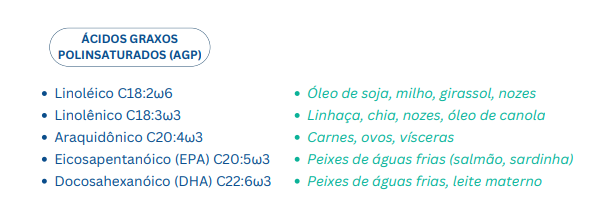 ÁCIDOS GRAXOS
POLINSATURADOS (AGP)
• Linoléico C18:2ω6
• Linolênico C18:3ω3
• Araquidônico C20:4ω3
• Eicosapentanóico (EPA) C20:5ω3
• Docosahexanóico (DHA) C22:6ω3
• Óleo de soja, milho, girassol, nozes
• Linhaça, chia, nozes, óleo de canola
• Carnes, ovos, vísceras
• Peixes de águas frias (salmão, sardinha)
• Peixes de águas frias, leite materno